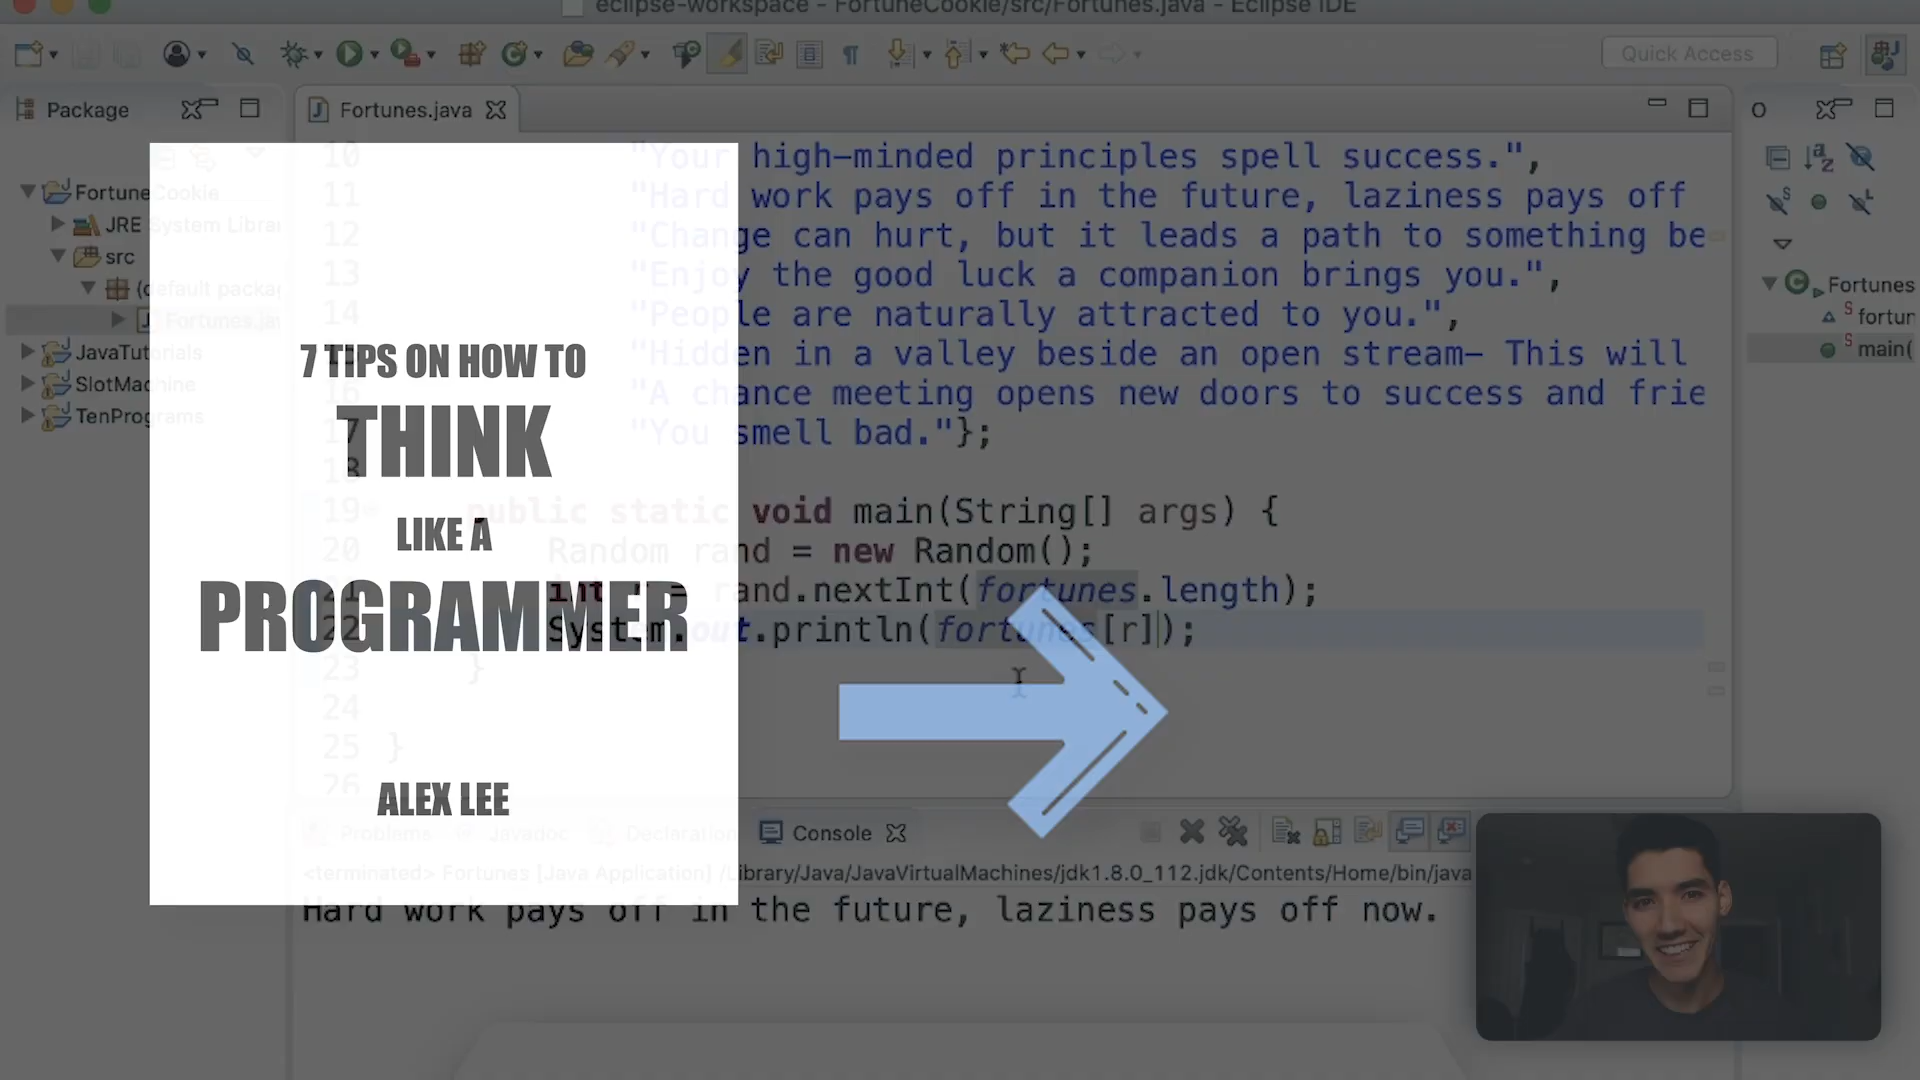 eclipse-workspace - FortuneCookie/src/Fortunes.java - Eclipse IDE
Quick Access
Package
Fortunes.java
O
FortuneCookie
JRE System Librar
src
(default packag
Fortunes.jav
JavaTutorials
SlotMachine
TenPrograms
10 "Your high-minded principles spell success.",
11 "Hard work pays off in the future, laziness pays off
12 "Change can hurt, but it leads a path to something be
13 "Enjoy the good luck a companion brings you.",
14 "People are naturally attracted to you.",
"Hidden in a valley beside an open stream- This will
16 "A chance meeting opens new doors to success and frie
17 "You smell bad."};
18
19 public static void main(String[] args) {
20 Random rand = new Random();
21 int r = rand.nextInt(fortunes.length);
22 System.out.println(fortunes[r]);
23 }
24
25 }
26
7 TIPS ON HOW TO
THINK
LIKE A
PROGRAMMER
ALEX LEE
Fortunes
fortun
main(
Problems Javadoc Declaration Console
<terminated> Fortunes [Java Application] /Library/Java/JavaVirtualMachines/jdk1.8.0_112.jdk/Contents/Home/bin/java
Hard work pays off in the future, laziness pays off now.